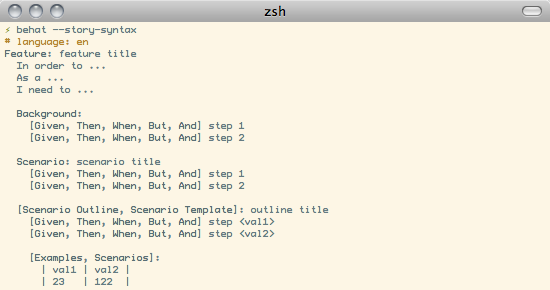 zsh
⚡ behat --story-syntax
# language: en
Feature: feature title
  In order to ...
  As a ...
  I need to ...

  Background:
    [Given, Then, When, But, And] step 1
    [Given, Then, When, But, And] step 2

  Scenario: scenario title
    [Given, Then, When, But, And] step 1
    [Given, Then, When, But, And] step 2

  [Scenario Outline, Scenario Template]: outline title
    [Given, Then, When, But, And] step <val1>
    [Given, Then, When, But, And] step <val2>

    [Examples, Scenarios]:
      | val1 | val2 |
      | 23   | 122  |